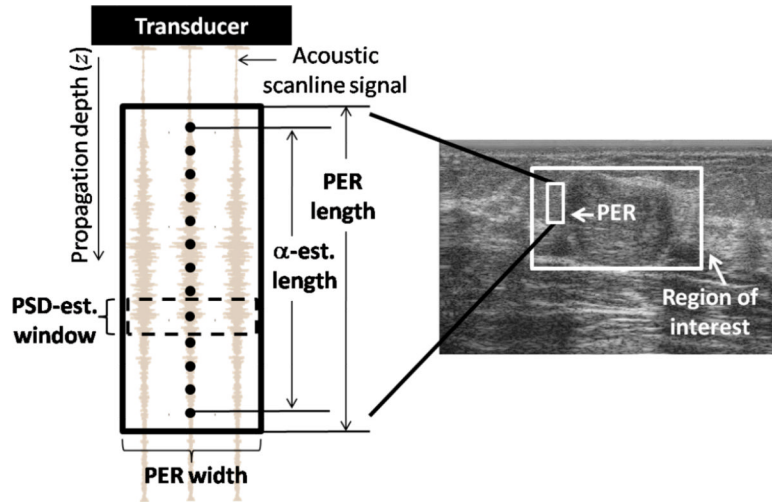 Transducer
Propagation depth (z)
Acoustic
scanline signal
PER
length
α-est.
length
PSD-est.
window
PER width
PER
Region of
interest